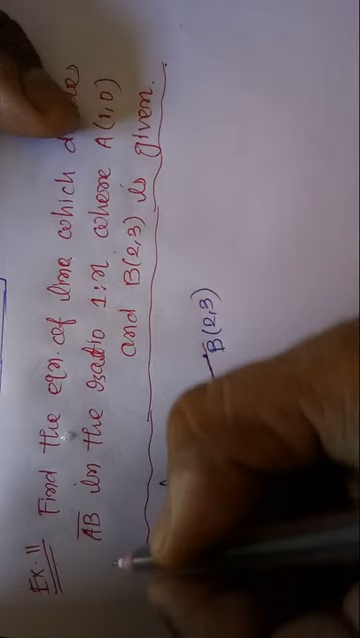 Ex. 11 Find the eqn. of line which
AB in the ratio 1:n where A(1,0)
and B(2,3) is given.
B(2,3)